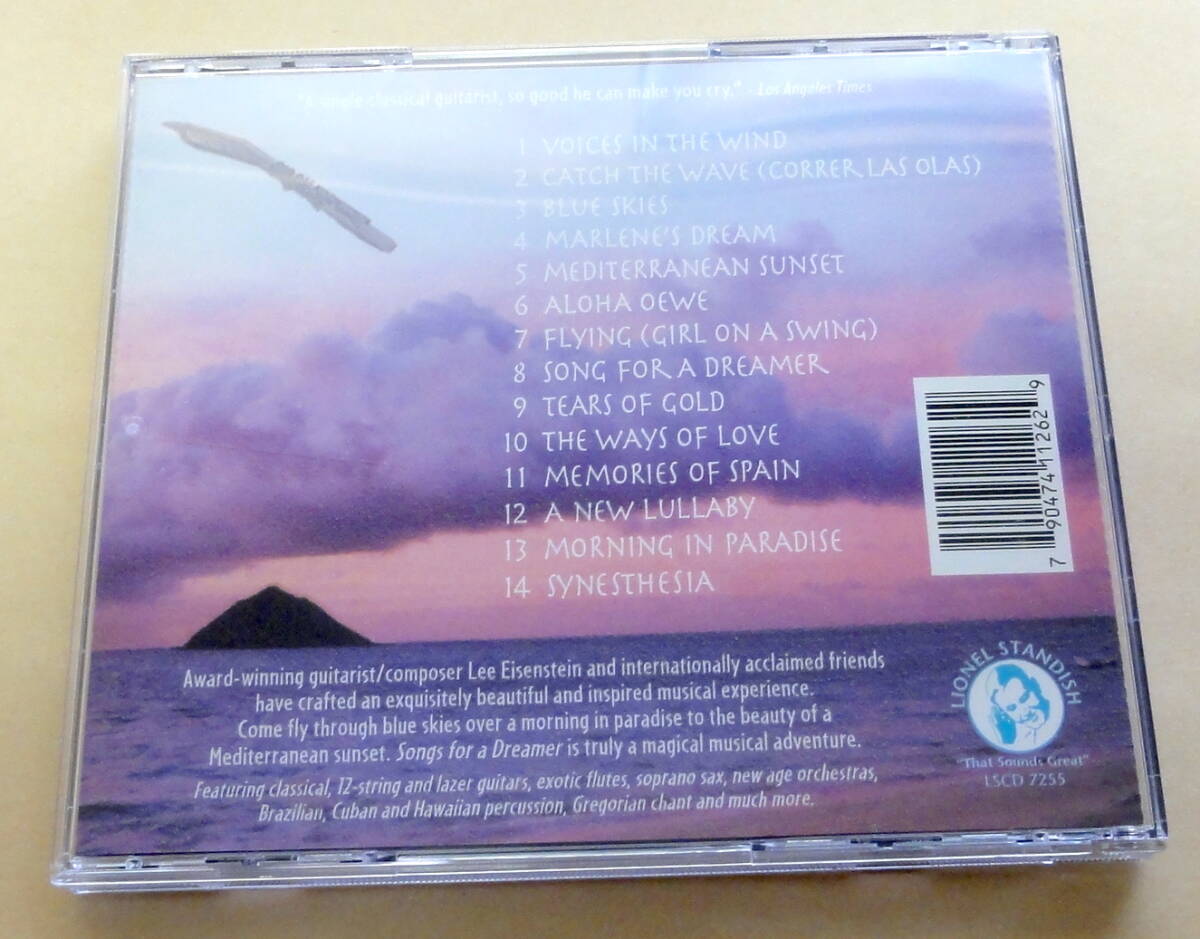 "A single classical guitarist, so good he can make you cry." - Los Angeles Times
1 VOICES IN THE WIND
2 CATCH THE WAVE (CORRER LAS OLAS)
3 BLUE SKIES
4 MARLENE'S DREAM
5 MEDITERRANEAN SUNSET
6 ALOHA OEWE
7 FLYING (GIRL ON A SWING)
8 SONG FOR A DREAMER
9 TEARS OF GOLD
10 THE WAYS OF LOVE
11 MEMORIES OF SPAIN
12 A NEW LULLABY
13 MORNING IN PARADISE
14 SYNESTHESIA
7 90474 11262 9
Award-winning guitarist/composer Lee Eisenstein and internationally acclaimed friends
have crafted an exquisitely beautiful and inspired musical experience.
Come fly through blue skies over a morning in paradise to the beauty of a
Mediterranean sunset. Songs for a Dreamer is truly a magical musical adventure.
Featuring classical, 12-string and lazer guitars, exotic flutes, soprano sax, new age orchestras,
Brazilian, Cuban and Hawaiian percussion, Gregorian chant and much more.
LIONEL STANDISH
"That Sounds Great"
LSCD 7255